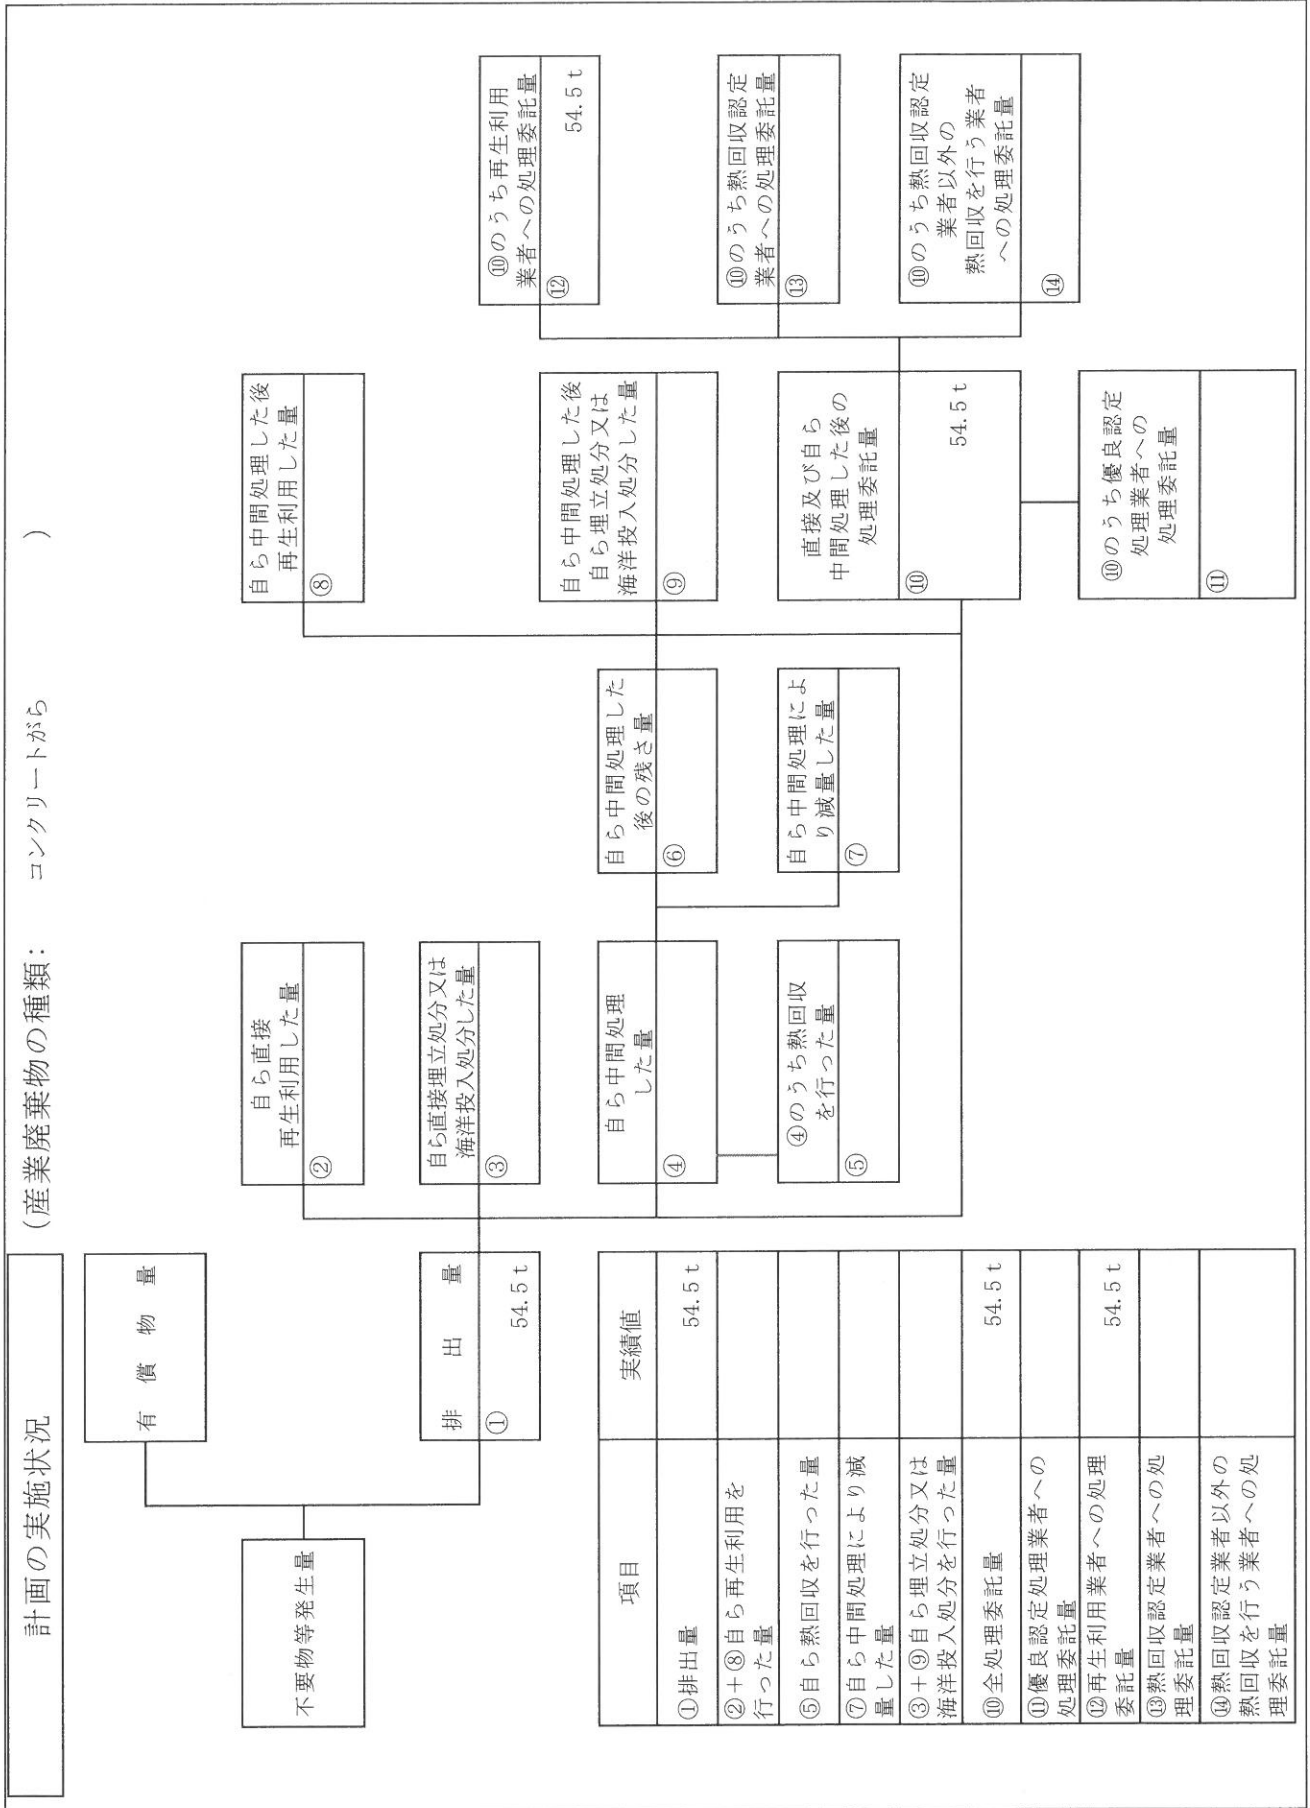 計画の実施状況
(産業廃棄物の種類: コンクリートがら )
不要物等発生量
有償物量
排出量
①
54.5 t
自ら直接
再生利用した量
②
自ら直接埋立処分又は
海洋投入処分した量
③
自ら中間処理
した量
④
④のうち熱回収
を行った量
⑤
自ら中間処理した
後の残さ量
⑥
自ら中間処理によ
り減量した量
⑦
自ら中間処理した後
再生利用した量
⑧
自ら中間処理した後
自ら埋立処分又は
海洋投入処分した量
⑨
直接及び自ら
中間処理した後の
処理委託量
⑩
54.5 t
⑩のうち優良認定
処理業者への
処理委託量
⑪
⑩のうち再生利用
業者への処理委託量
⑫
54.5 t
⑩のうち熱回収認定
業者への処理委託量
⑬
⑩のうち熱回収認定
業者以外の
熱回収を行う業者
への処理委託量
⑭
項目 実績値
①排出量 54.5 t
②+⑧自ら再生利用を
行った量
⑤自ら熱回収を行った量
⑦自ら中間処理により減
量した量
③+⑨自ら埋立処分又は
海洋投入処分を行った量
⑩全処理委託量 54.5 t
⑪優良認定処理業者への
処理委託量
⑫再生利用業者への処理
委託量 54.5 t
⑬熱回収認定業者への処
理委託量
⑭熱回収認定業者以外の
熱回収を行う業者への処
理委託量